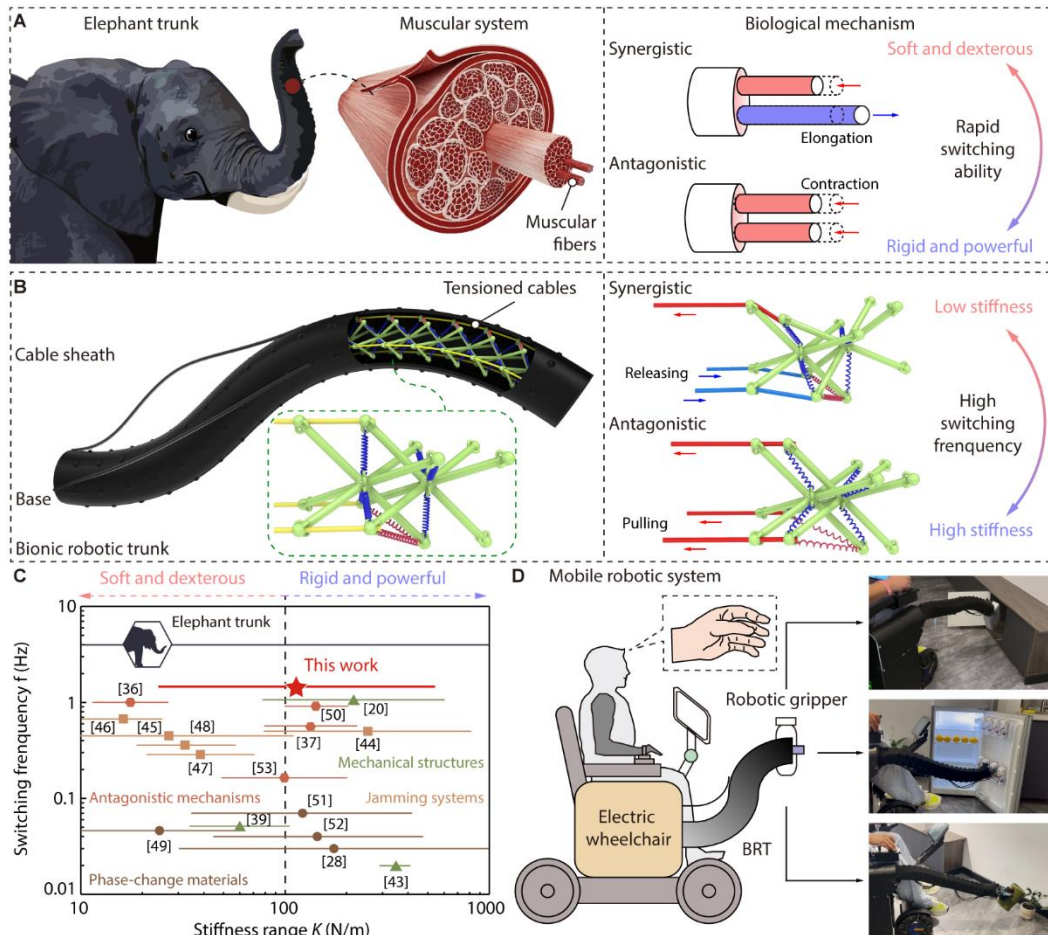 A
Elephant trunk
Muscular system
Muscular
fibers
Biological mechanism
Synergistic
Soft and dexterous
Elongation
Rapid
switching
ability
Antagonistic
Contraction
Rigid and powerful
B
Tensioned cables
Cable sheath
Base
Bionic robotic trunk
Synergistic
Low stiffness
Releasing
High
switching
frenquency
Antagonistic
Pulling
High stiffness
C
Soft and dexterous
Rigid and powerful
Switching frenquency f (Hz)
10
1
0.1
0.01
Elephant trunk
This work
[36]
[50]
[20]
[46]
[45]
[48]
[37]
[44]
[47]
Mechanical structures
[53]
Antagonistic mechanisms
[51]
Jamming systems
[39]
[52]
[49]
[28]
Phase-change materials
[43]
10
100
1000
Stiffness range K (N/m)
D
Mobile robotic system
Robotic gripper
Electric
wheelchair
BRT